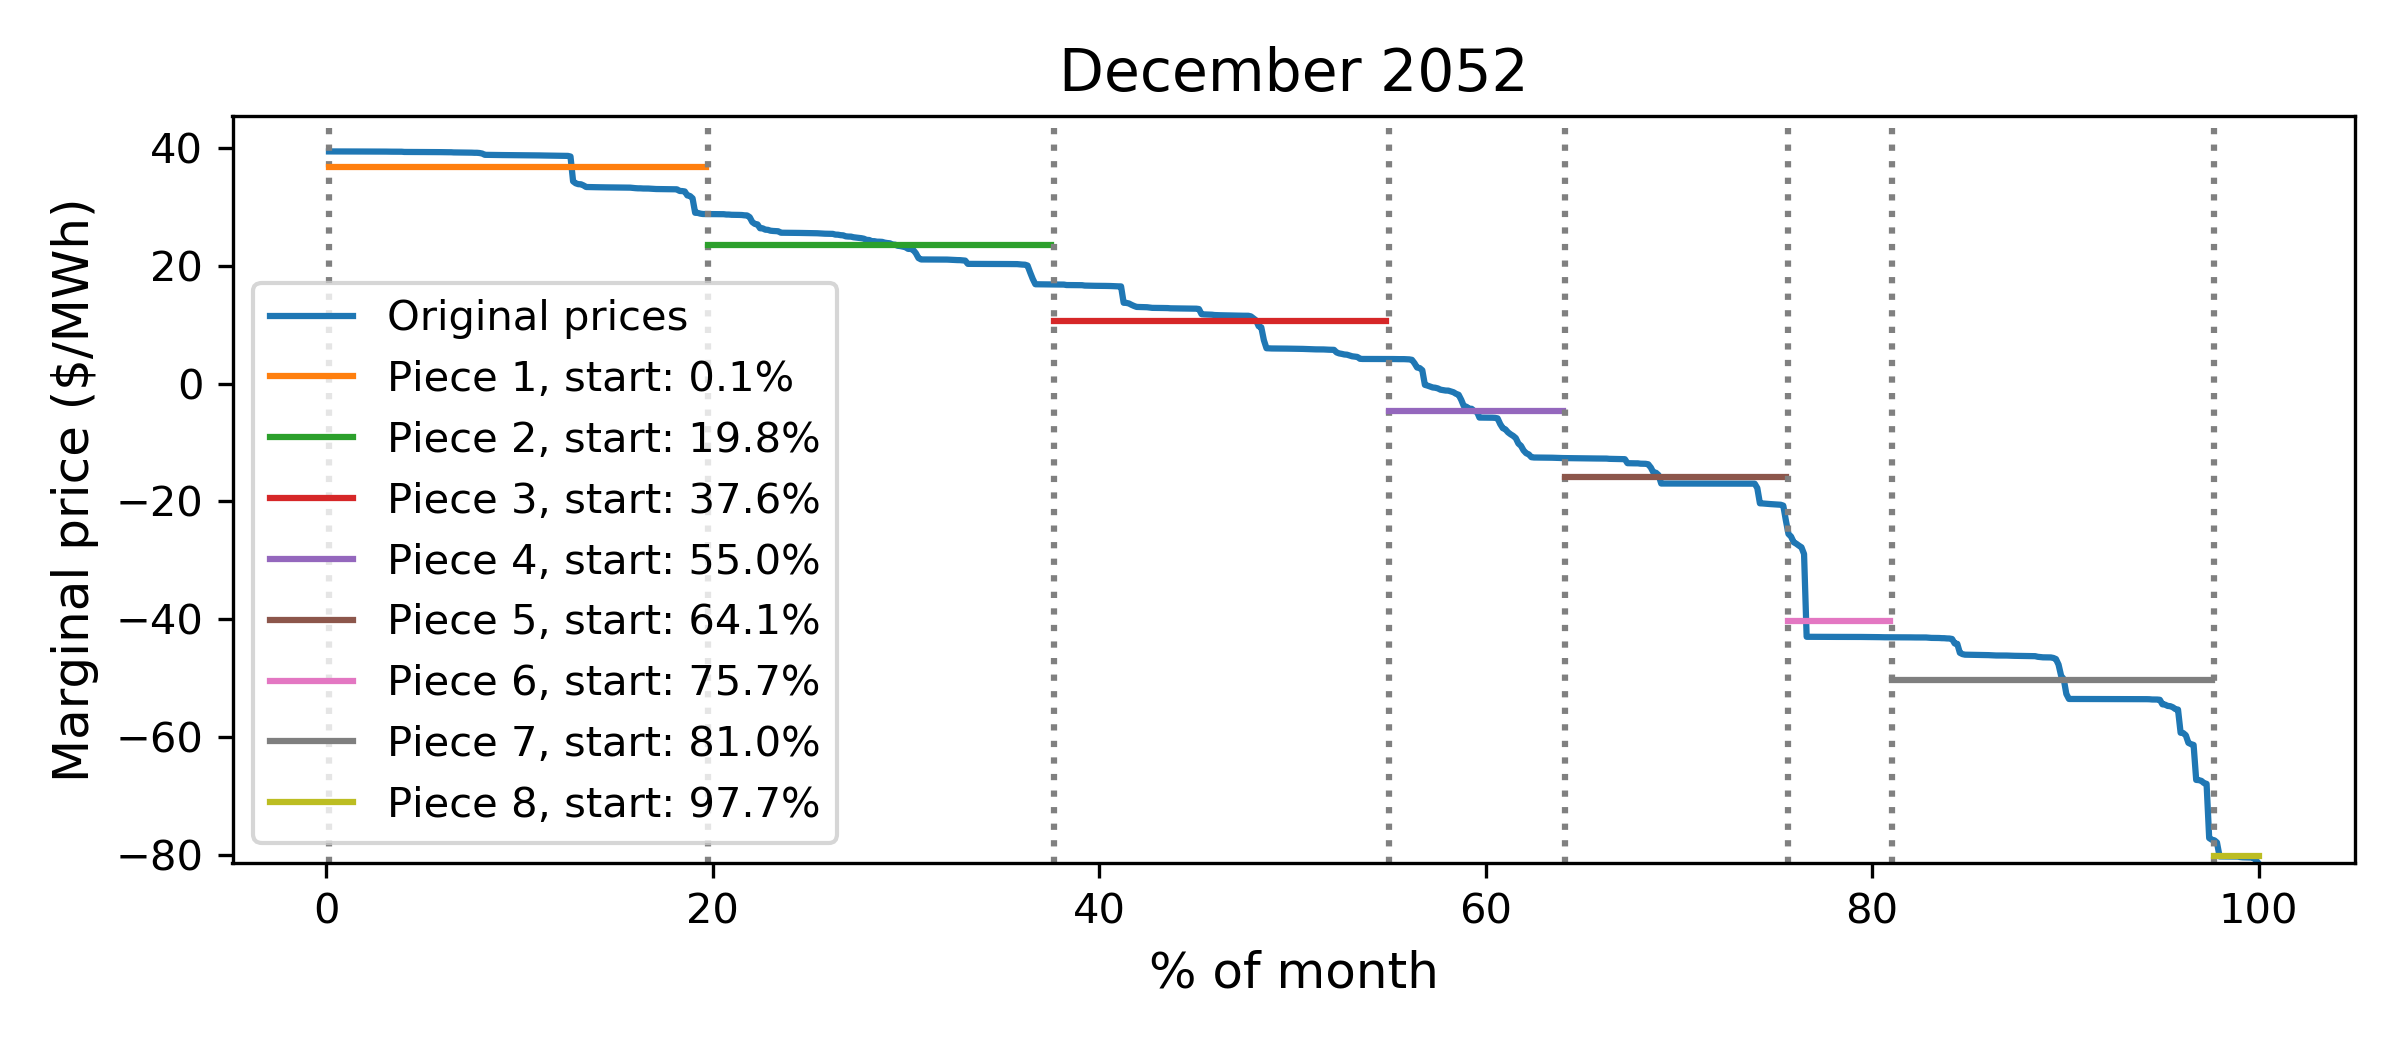 December 2052
Marginal price ($/MWh)
40
20
0
−20
−40
−60
−80
Original prices
Piece 1, start: 0.1%
Piece 2, start: 19.8%
Piece 3, start: 37.6%
Piece 4, start: 55.0%
Piece 5, start: 64.1%
Piece 6, start: 75.7%
Piece 7, start: 81.0%
Piece 8, start: 97.7%
0 20 40 60 80 100
% of month